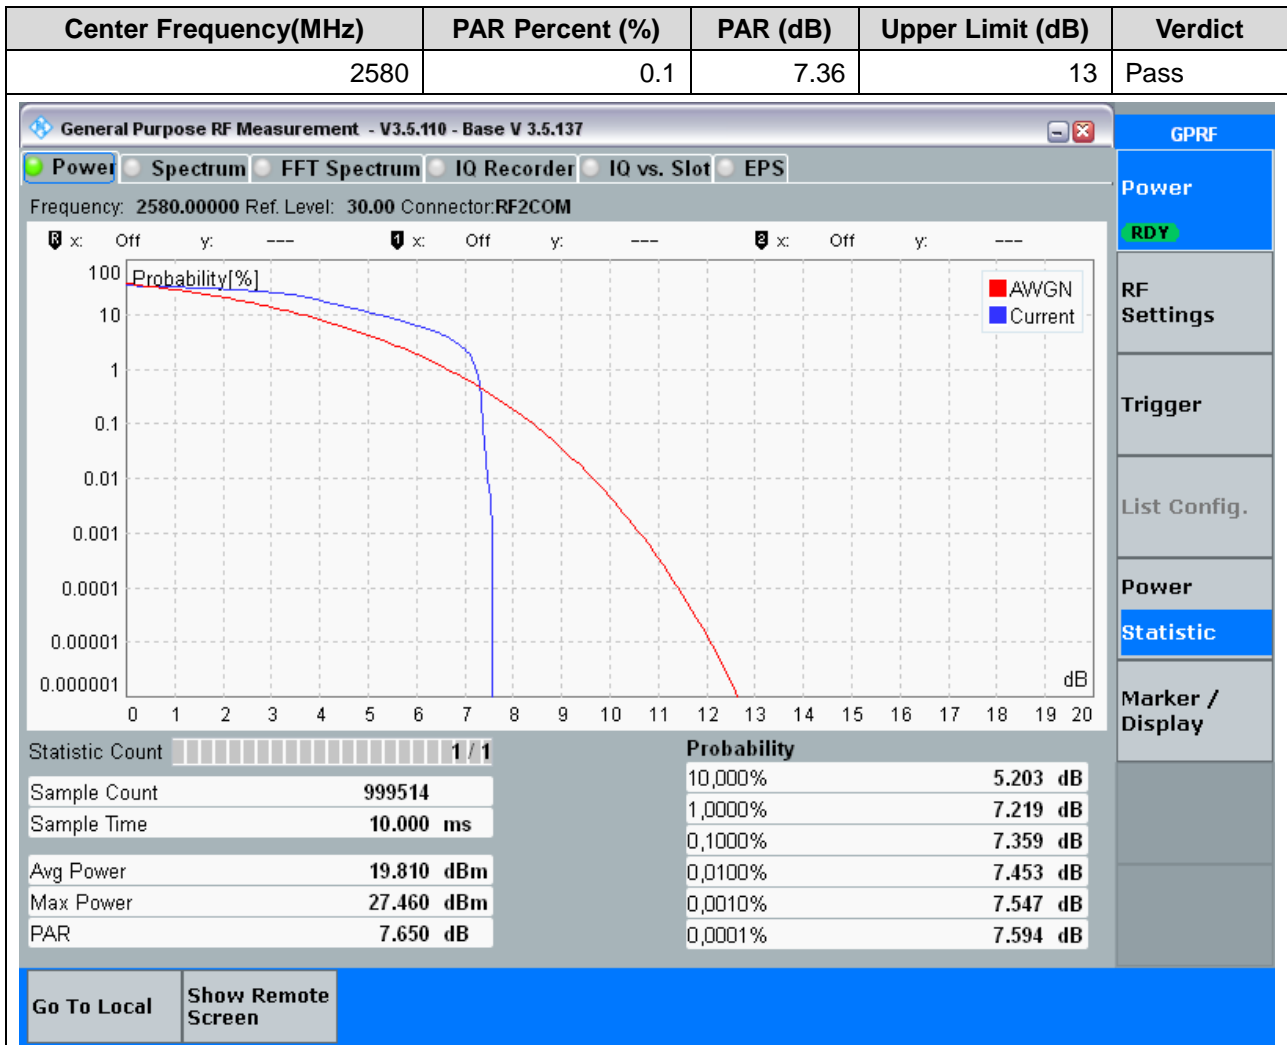 Center Frequency(MHz) PAR Percent (%) PAR (dB) Upper Limit (dB) Verdict
2580 0.1 7.36 13 Pass
General Purpose RF Measurement - V3.5.110 - Base V 3.5.137
GPRF
Power Spectrum FFT Spectrum IQ Recorder IQ vs. Slot EPS
Power
RDY
Frequency: 2580.00000 Ref. Level: 30.00 Connector:RF2COM
R x: Off y: --- 1 x: Off y: --- 2 x: Off y: ---
Probability[%]
AWGN
Current
100
10
1
0.1
0.01
0.001
0.0001
0.00001
0.000001
dB
0 1 2 3 4 5 6 7 8 9 10 11 12 13 14 15 16 17 18 19 20
RF
Settings
Trigger
List Config.
Power
Statistic
Marker /
Display
Statistic Count 1 / 1
Sample Count 999514
Sample Time 10.000 ms
Avg Power 19.810 dBm
Max Power 27.460 dBm
PAR 7.650 dB
Probability
10,000% 5.203 dB
1,0000% 7.219 dB
0,1000% 7.359 dB
0,0100% 7.453 dB
0,0010% 7.547 dB
0,0001% 7.594 dB
Go To Local
Show Remote
Screen